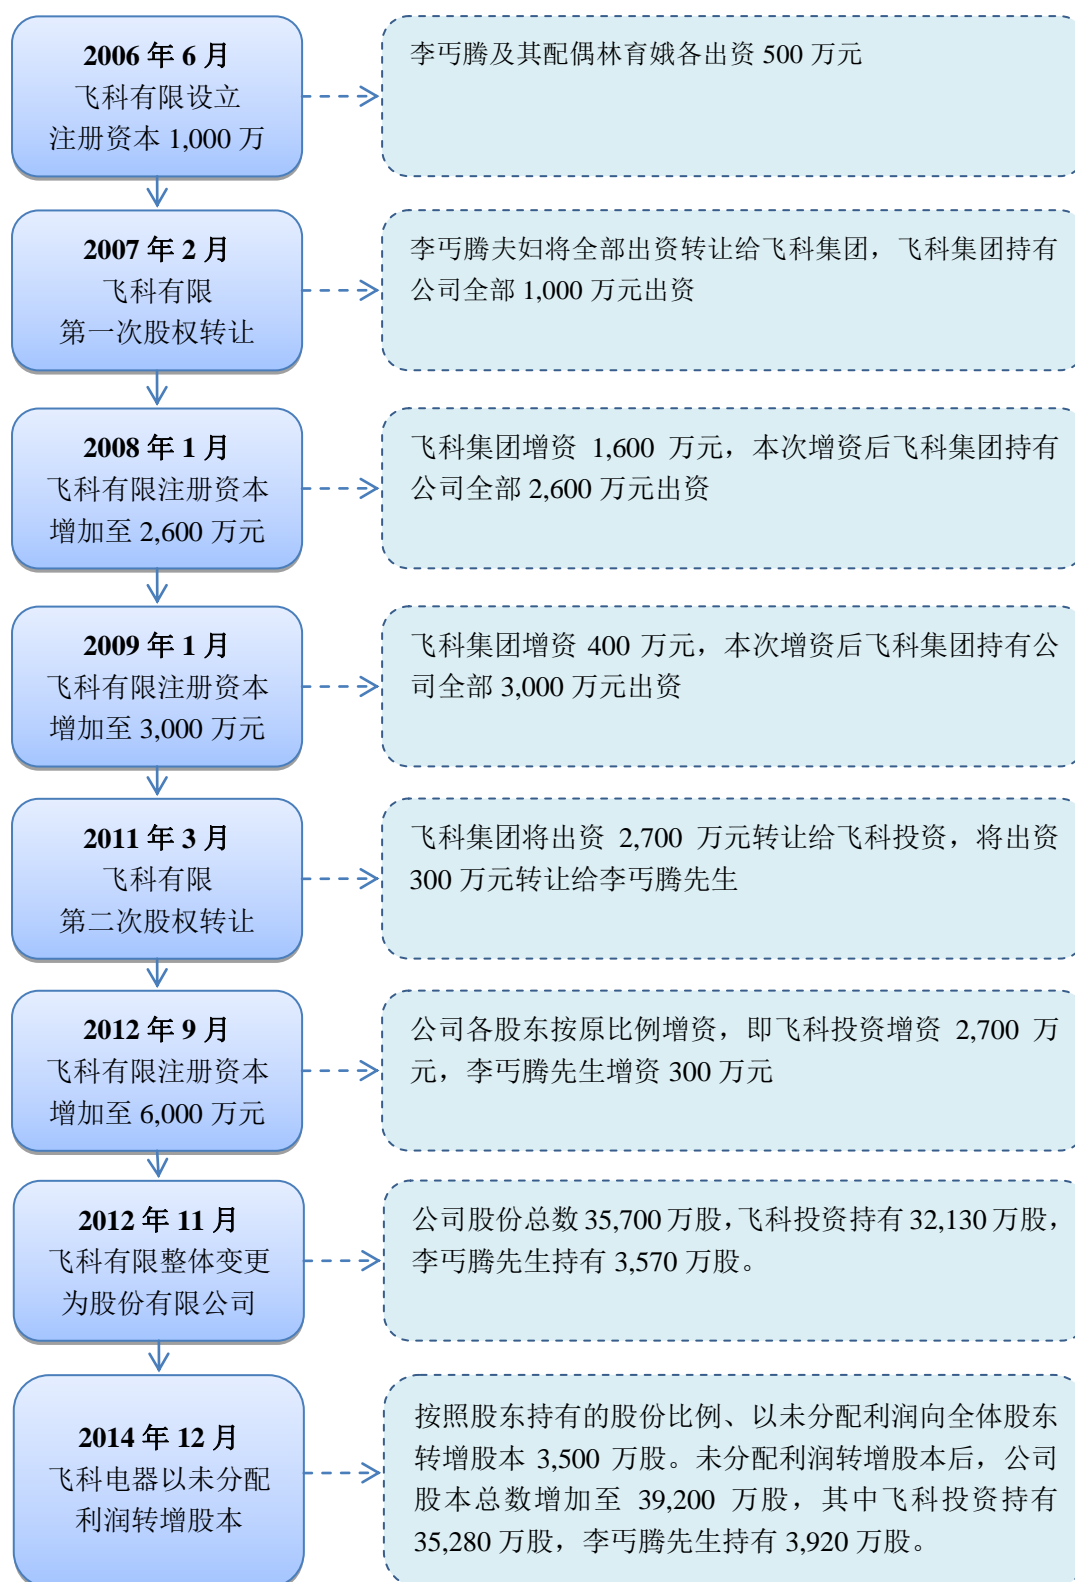 2006 年 6 月
飞科有限设立
注册资本 1,000 万
李丐腾及其配偶林育娥各出资 500 万元
2007 年 2 月
飞科有限
第一次股权转让
李丐腾夫妇将全部出资转让给飞科集团，飞科集团持有
公司全部 1,000 万元出资
2008 年 1 月
飞科有限注册资本
增加至 2,600 万元
飞科集团增资 1,600 万元，本次增资后飞科集团持有
公司全部 2,600 万元出资
2009 年 1 月
飞科有限注册资本
增加至 3,000 万元
飞科集团增资 400 万元，本次增资后飞科集团持有公
司全部 3,000 万元出资
2011 年 3 月
飞科有限
第二次股权转让
飞科集团将出资 2,700 万元转让给飞科投资，将出资
300 万元转让给李丐腾先生
2012 年 9 月
飞科有限注册资本
增加至 6,000 万元
公司各股东按原比例增资，即飞科投资增资 2,700 万
元，李丐腾先生增资 300 万元
2012 年 11 月
飞科有限整体变更
为股份有限公司
公司股份总数 35,700 万股，飞科投资持有 32,130 万股，
李丐腾先生持有 3,570 万股。
2014 年 12 月
飞科电器以未分配
利润转增股本
按照股东持有的股份比例、以未分配利润向全体股东
转增股本 3,500 万股。未分配利润转增股本后，公司
股本总数增加至 39,200 万股，其中飞科投资持有
35,280 万股，李丐腾先生持有 3,920 万股。